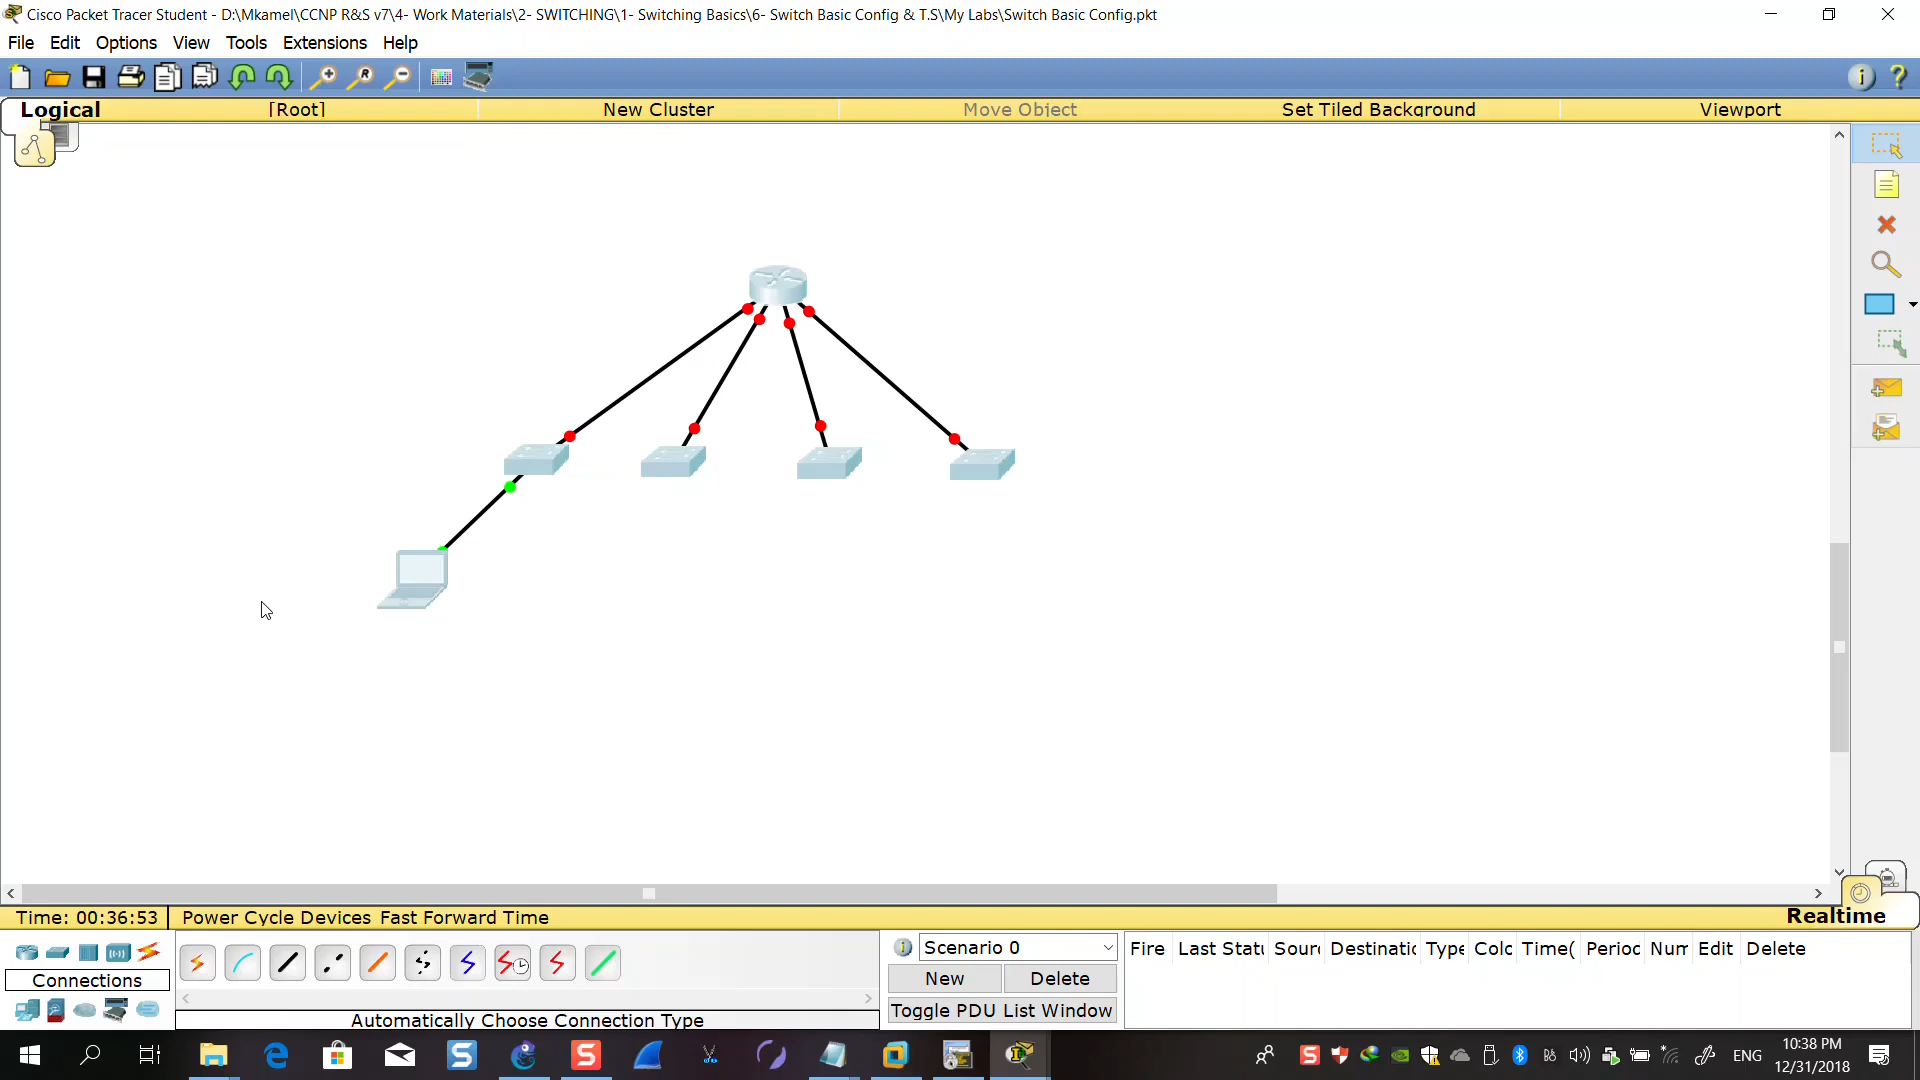 Cisco Packet Tracer Student - D:\Mkamel\CCNP R&S v7\4- Work Materials\2- SWITCHING\1- Switching Basics\6- Switch Basic Config & T.S\My Labs\Switch Basic Config.pkt
File Edit Options View Tools Extensions Help
Logical [Root] New Cluster Move Object Set Tiled Background Viewport
Time: 00:36:53 Power Cycle Devices Fast Forward Time Realtime
Scenario 0 Fire Last Statu Sourc Destinatic Type Colc Time( Perioc Num Edit Delete
Connections New Delete
Toggle PDU List Window
Automatically Choose Connection Type
ENG 10:38 PM
12/31/2018